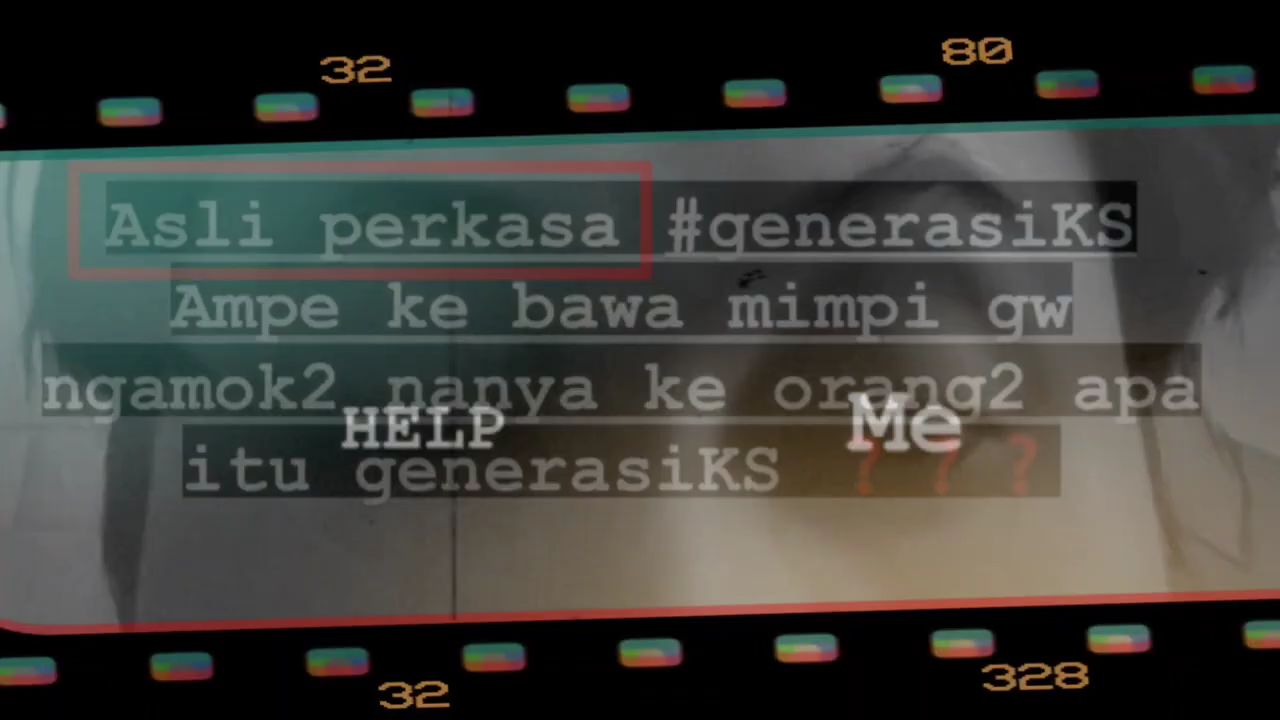 32 80
Asli perkasa #generasiKS
Ampe ke bawa mimpi gw
ngamok2 nanya ke orang2 apa
HELP Me
itu generasiKS ???
32 328